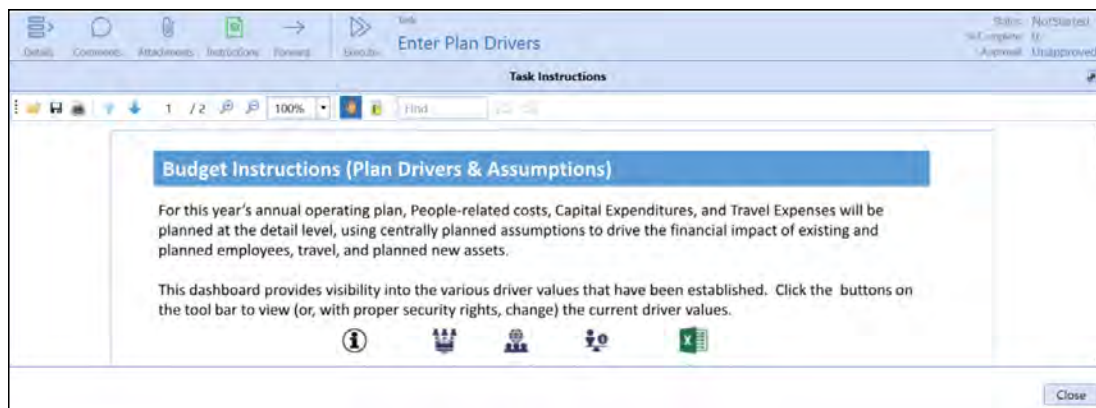 Task
Details Comments Attachments Instructions Forward Execute Enter Plan Drivers
Status: NotStarted
% Complete: 0
Approval: Unapproved
Task Instructions
1 / 2 100% Find
Budget Instructions (Plan Drivers & Assumptions)
For this year's annual operating plan, People-related costs, Capital Expenditures, and Travel Expenses will be
planned at the detail level, using centrally planned assumptions to drive the financial impact of existing and
planned employees, travel, and planned new assets.
This dashboard provides visibility into the various driver values that have been established. Click the buttons on
the tool bar to view (or, with proper security rights, change) the current driver values.
Close